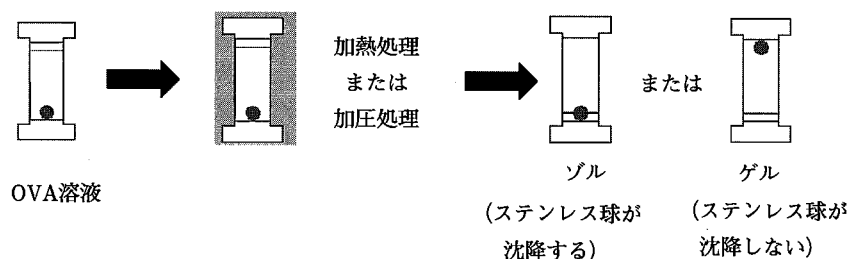 加熱処理
または
加圧処理
または
OVA溶液
ゾル
（ステンレス球が
沈降する）
ゲル
（ステンレス球が
沈降しない）